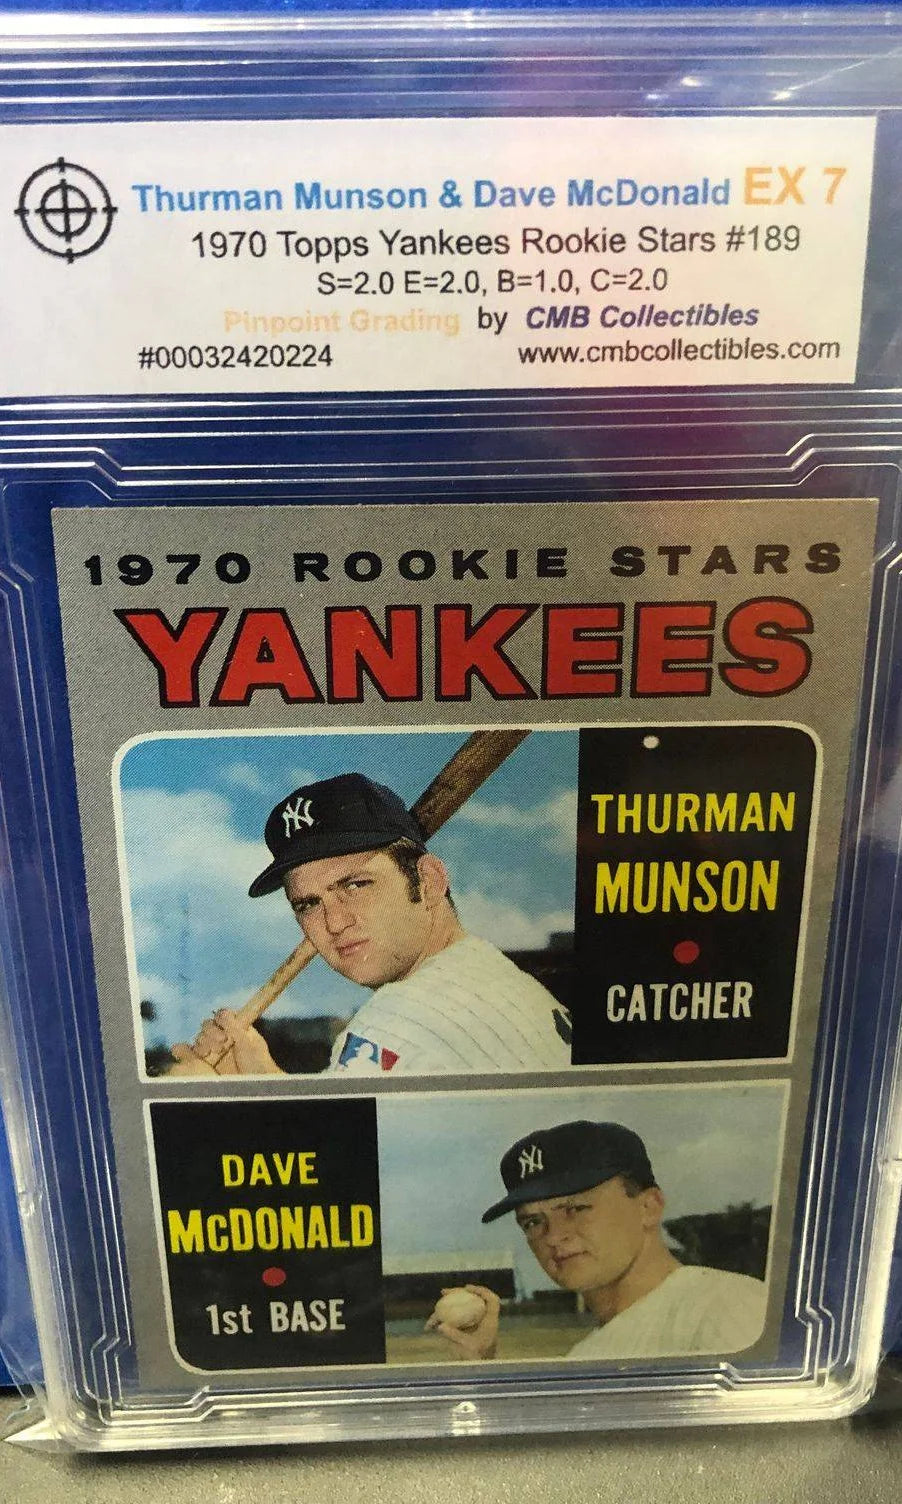 Thurman Munson & Dave McDonald EX 7
1970 Topps Yankees Rookie Stars #189
S=2.0 E=2.0, B=1.0, C=2.0
Pinpoint Grading by CMB Collectibles
#00032420224 www.cmbcollectibles.com
1970 ROOKIE STARS
YANKEES
NY
THURMAN
MUNSON
CATCHER
DAVE
McDONALD
1st BASE
NY